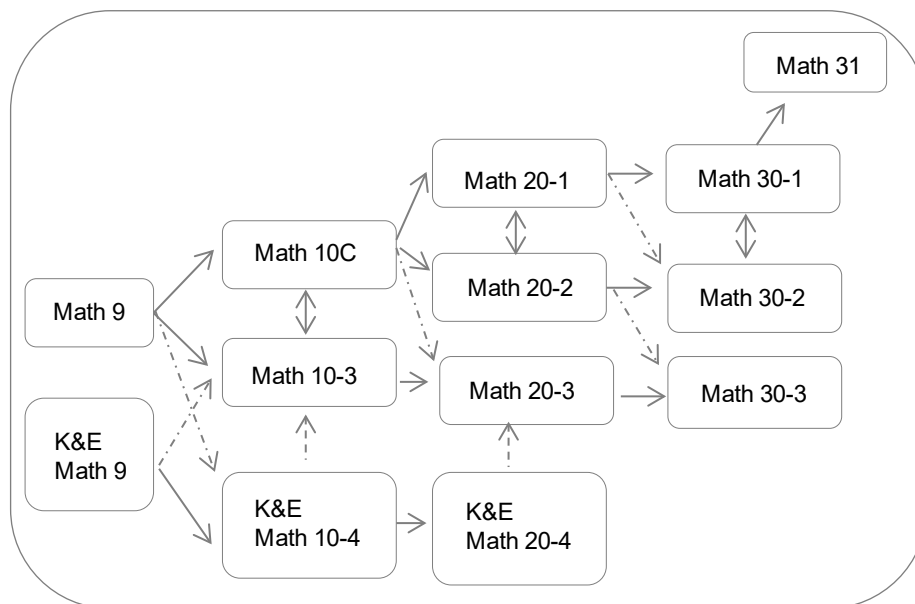 Math 31
Math 20-1
Math 30-1
Math 10C
Math 20-2
Math 30-2
Math 9
Math 10-3
Math 20-3
Math 30-3
K&E
Math 9
K&E
Math 10-4
K&E
Math 20-4